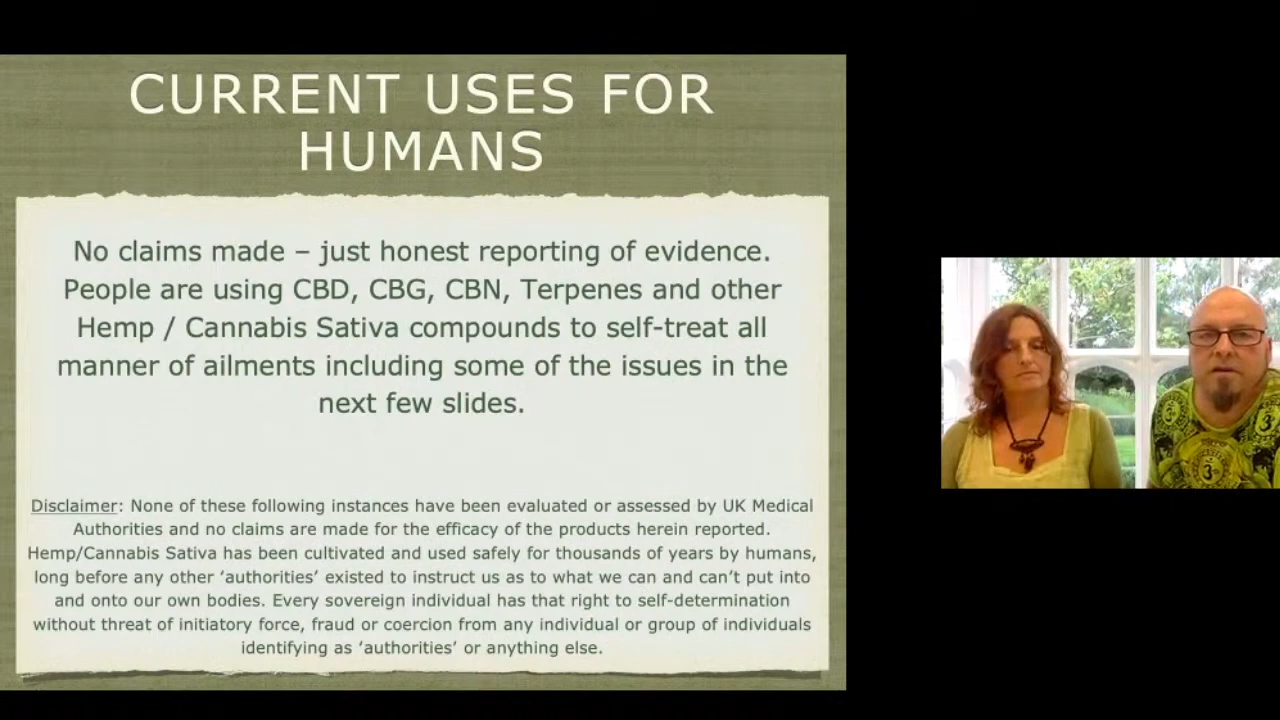 CURRENT USES FOR
HUMANS
No claims made – just honest reporting of evidence.
People are using CBD, CBG, CBN, Terpenes and other
Hemp / Cannabis Sativa compounds to self-treat all
manner of ailments including some of the issues in the
next few slides.
Disclaimer: None of these following instances have been evaluated or assessed by UK Medical
Authorities and no claims are made for the efficacy of the products herein reported.
Hemp/Cannabis Sativa has been cultivated and used safely for thousands of years by humans,
long before any other ‘authorities’ existed to instruct us as to what we can and can’t put into
and onto our own bodies. Every sovereign individual has that right to self-determination
without threat of initiatory force, fraud or coercion from any individual or group of individuals
identifying as ‘authorities’ or anything else.